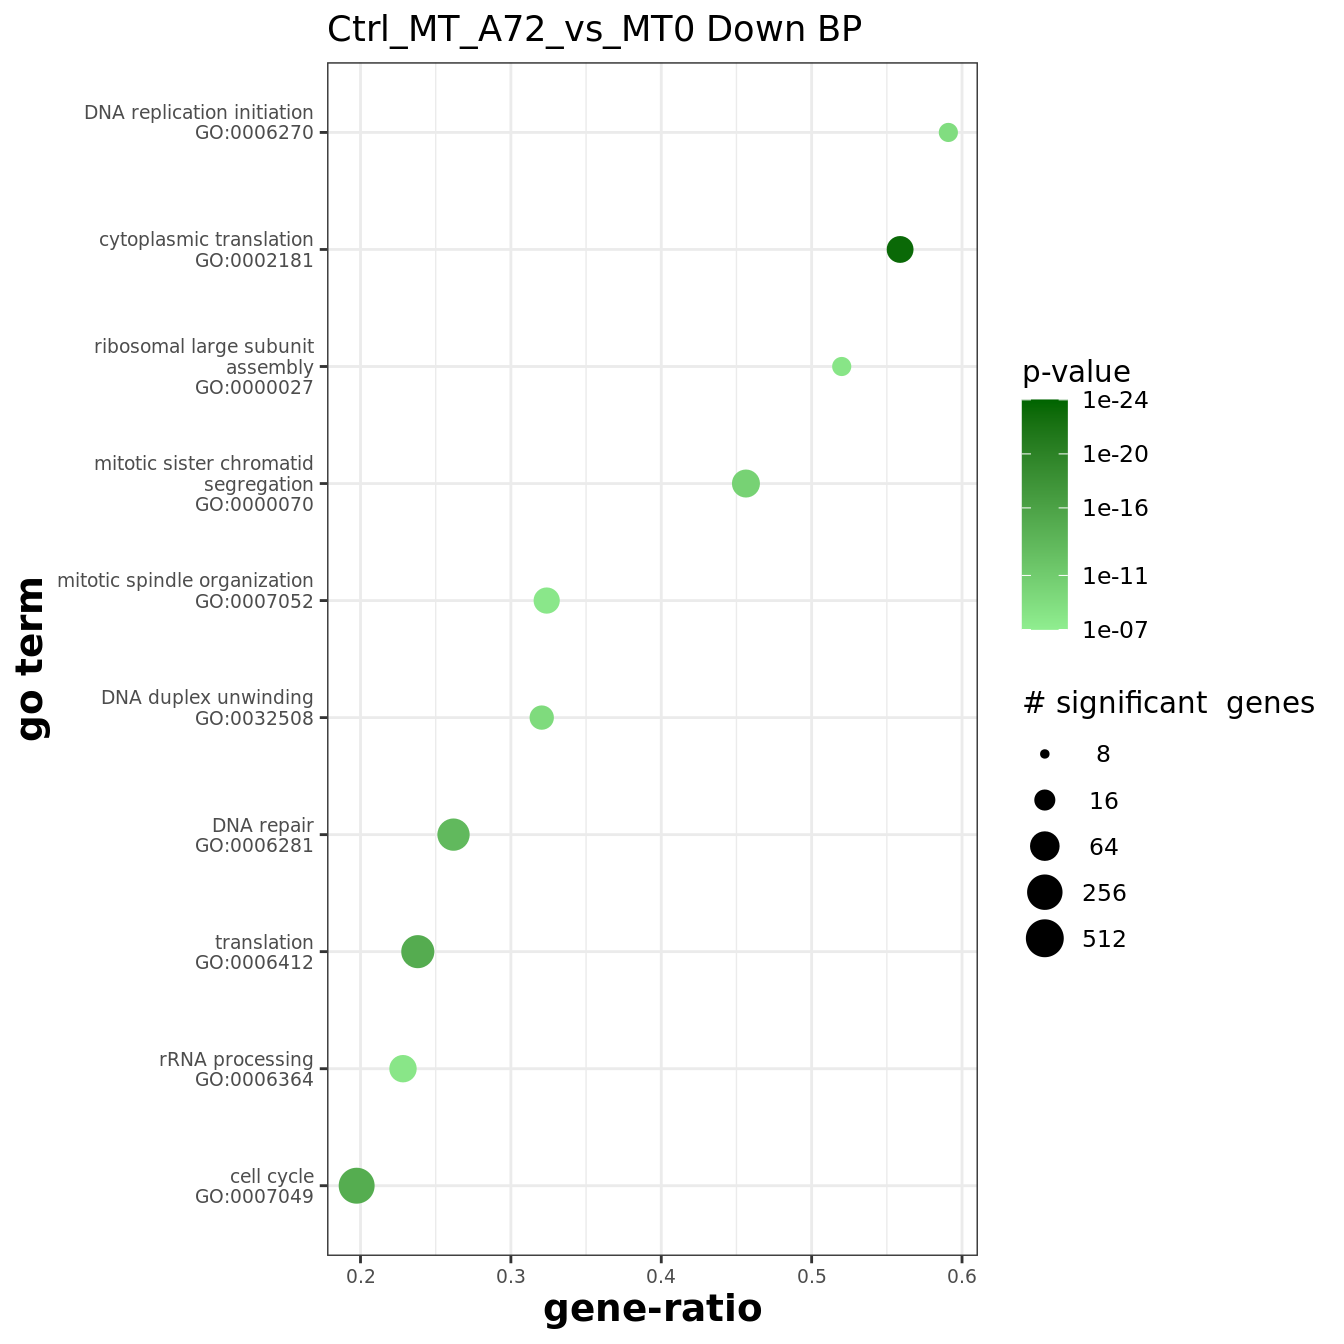 Ctrl_MT_A72_vs_MT0 Down BP
DNA replication initiation
GO:0006270
cytoplasmic translation
GO:0002181
ribosomal large subunit
assembly
GO:0000027
mitotic sister chromatid
segregation
GO:0000070
mitotic spindle organization
GO:0007052
DNA duplex unwinding
GO:0032508
DNA repair
GO:0006281
translation
GO:0006412
rRNA processing
GO:0006364
cell cycle
GO:0007049
go term
0.2 0.3 0.4 0.5 0.6
gene-ratio
p-value
1e-24
1e-20
1e-16
1e-11
1e-07
# significant genes
8
16
64
256
512